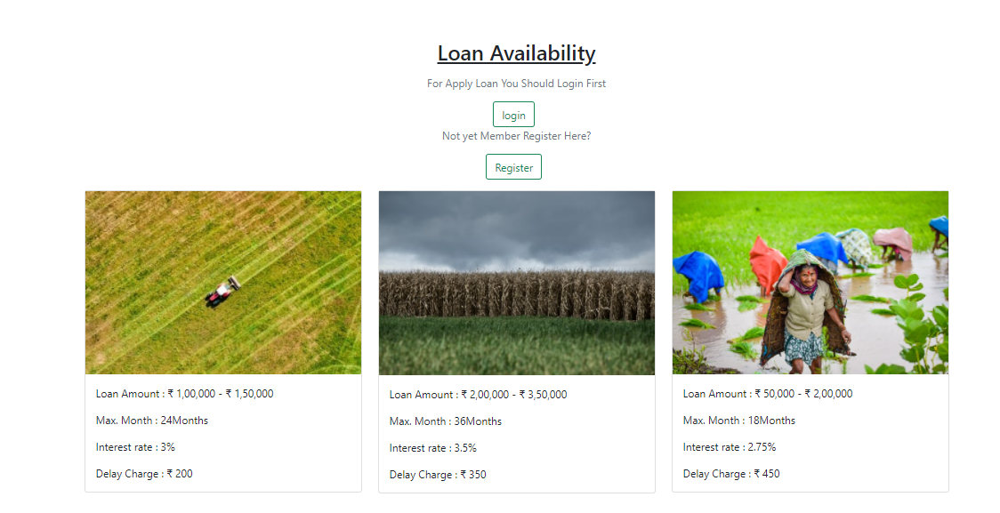 Loan Availability
For Apply Loan You Should Login First
login
Not yet Member Register Here?
Register
Loan Amount : ₹ 1,00,000 - ₹ 1,50,000
Max. Month : 24Months
Interest rate : 3%
Delay Charge : ₹ 200
Loan Amount : ₹ 2,00,000 - ₹ 3,50,000
Max. Month : 36Months
Interest rate : 3.5%
Delay Charge : ₹ 350
Loan Amount : ₹ 50,000 - ₹ 2,00,000
Max. Month : 18Months
Interest rate : 2.75%
Delay Charge : ₹ 450